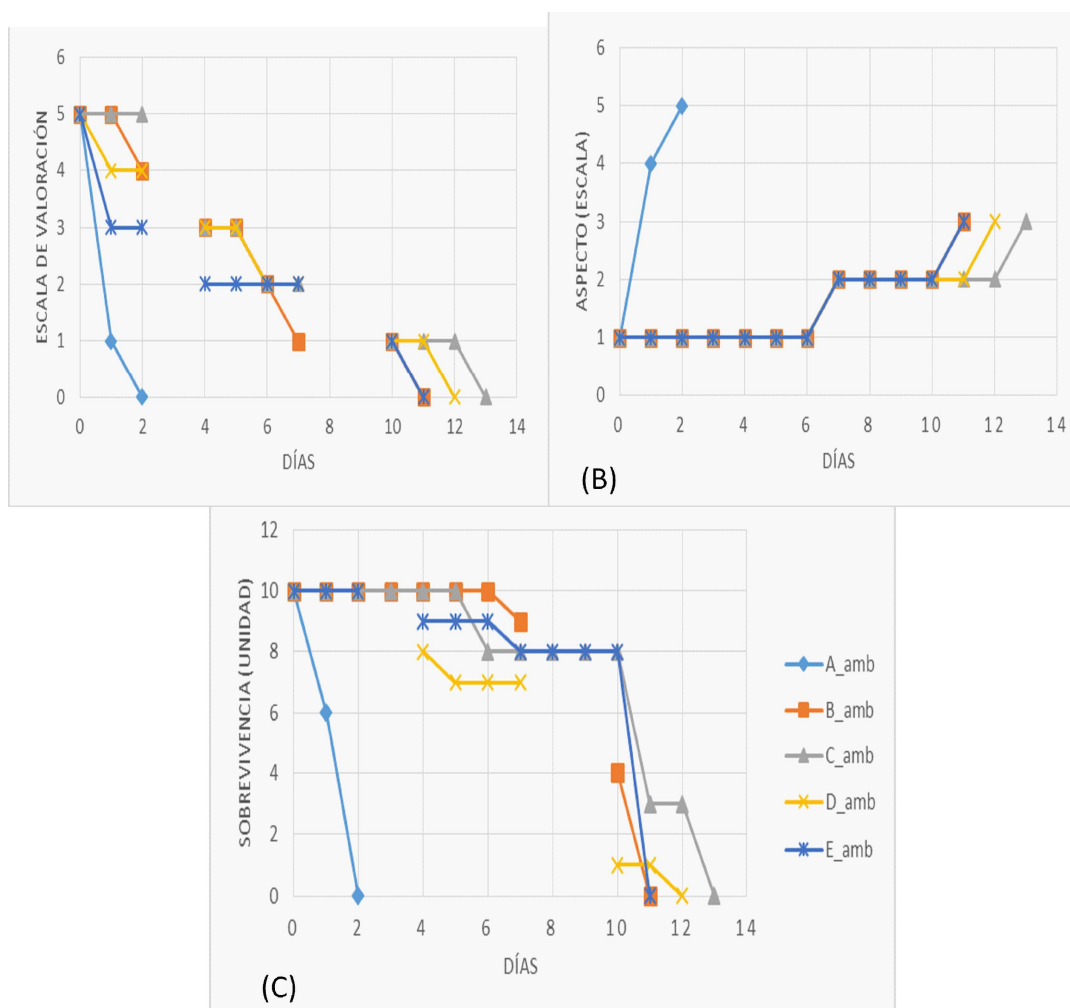 ESCALA DE VALORACIÓN
6
5
4
3
2
1
0
0 2 4 6 8 10 12 14
DÍAS
ASPECTO (ESCALA)
6
5
4
3
2
1
0
0 2 4 6 8 10 12 14
DÍAS
(B)
SOBREVIVENCIA (UNIDAD)
12
10
8
6
4
2
0
0 2 4 6 8 10 12 14
DÍAS
(C)
A_amb
B_amb
C_amb
D_amb
E_amb